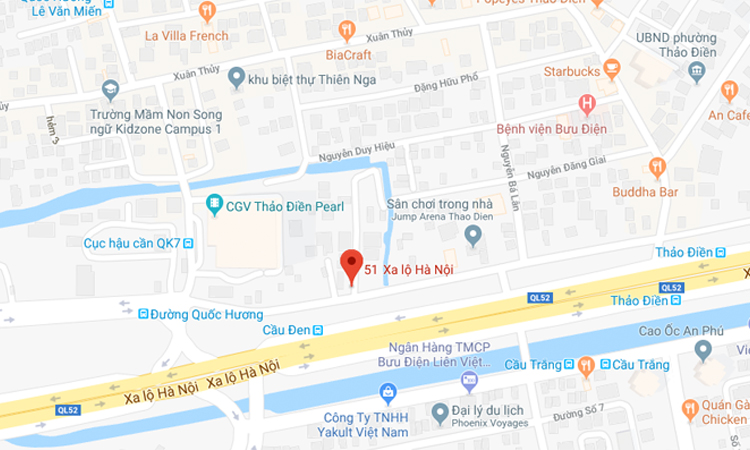 Lê Văn Miến
La Villa French
BiaCraft
Xuân Thủy
Popeyes Thảo Điền
UBND phường
Thảo Điền
Xuân Thủy
khu biệt thự Thiên Nga
Đặng Hữu Phổ
Starbucks
Trường Mầm Non Song
ngữ Kidzone Campus 1
hẻm 3
Bệnh viện Bưu Điện
An Cafe
Nguyễn Duy Hiệu
Nguyễn Bá Lân
Nguyễn Đăng Giai
Buddha Bar
CGV Thảo Điền Pearl
Sân chơi trong nhà
Jump Arena Thao Dien
Cục hậu cần QK7
51 Xa lộ Hà Nội
Thảo Điền
QL52
QL52
Thảo Điền
Đường Quốc Hương
Cầu Đen
Cao Ốc An Phú
Ngân Hàng TMCP
Bưu Điện Liên Việt...
Cầu Trắng
Cầu Trắng
Xa lộ Hà Nội
Xa lộ Hà Nội
QL52
Công Ty TNHH
Yakult Việt Nam
Đại lý du lịch
Phoenix Voyages
Đường Số 7
Quán Gà
Chicken